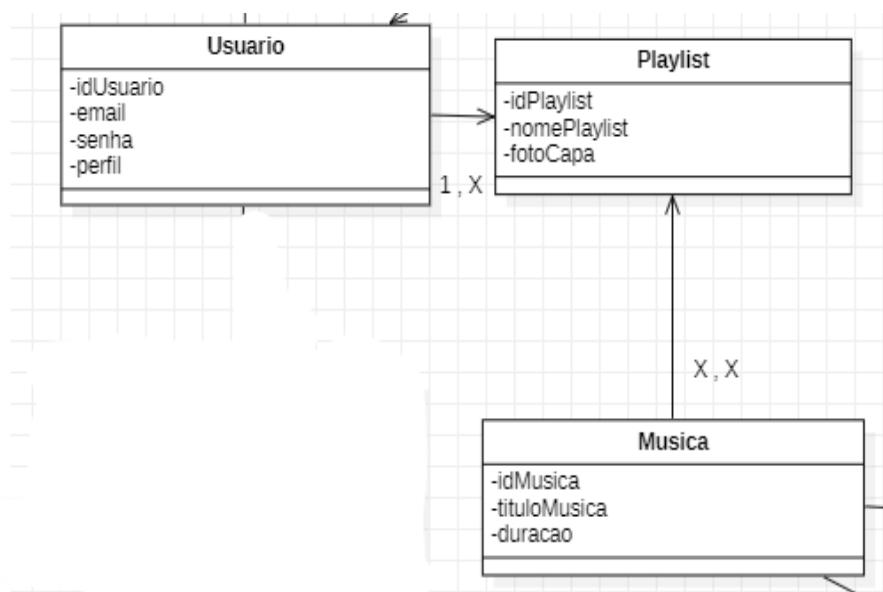 Usuario
-idUsuario
-email
-senha
-perfil
Playlist
-idPlaylist
-nomePlaylist
-fotoCapa
1 , X
X , X
Musica
-idMusica
-tituloMusica
-duracao